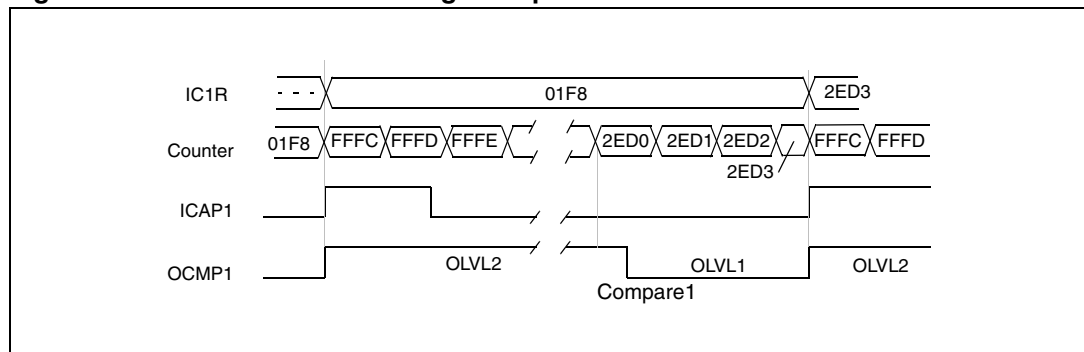 IC1R - - - 01F8 2ED3
Counter 01F8 FFFC FFFD FFFE 2ED0 2ED1 2ED2 FFFC FFFD
2ED3
ICAP1
OCMP1 OLVL2 OLVL1 OLVL2
Compare1